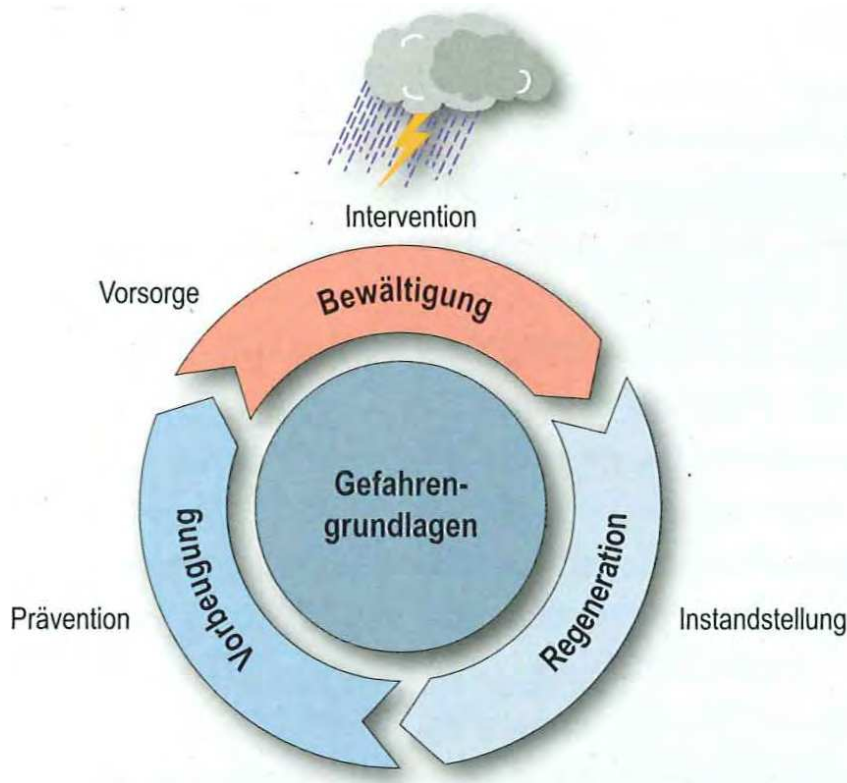 Intervention
Vorsorge
Bewältigung
Gefahren-
grundlagen
Vorbeugung
Regeneration
Prävention
Instandstellung